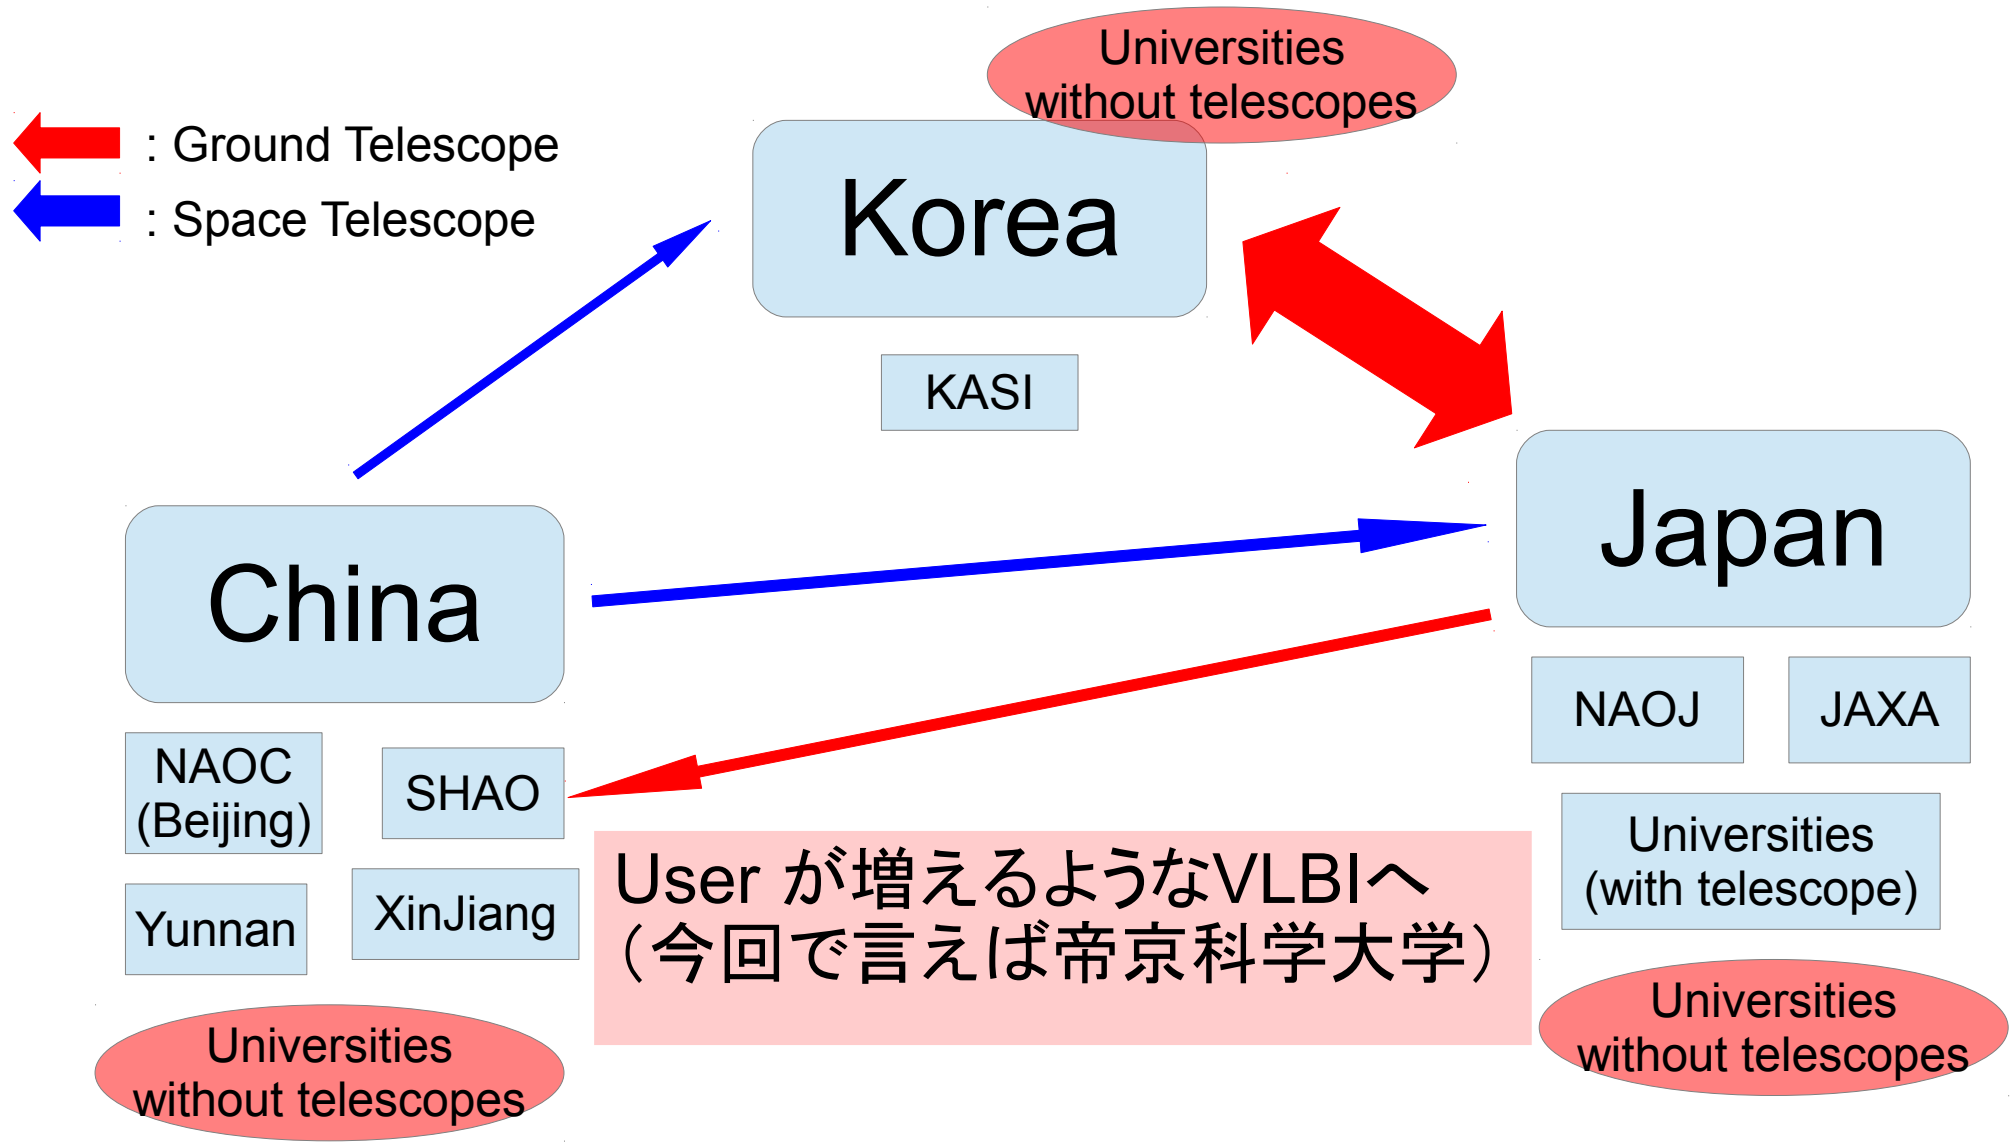 Universities
without telescopes
: Ground Telescope
: Space Telescope
Korea
KASI
Japan
China
NAOJ
JAXA
NAOC
(Beijing)
SHAO
Universities
(with telescope)
User が増えるようなVLBIへ
（今回で言えば帝京科学大学）
Yunnan
XinJiang
Universities
without telescopes
Universities
without telescopes